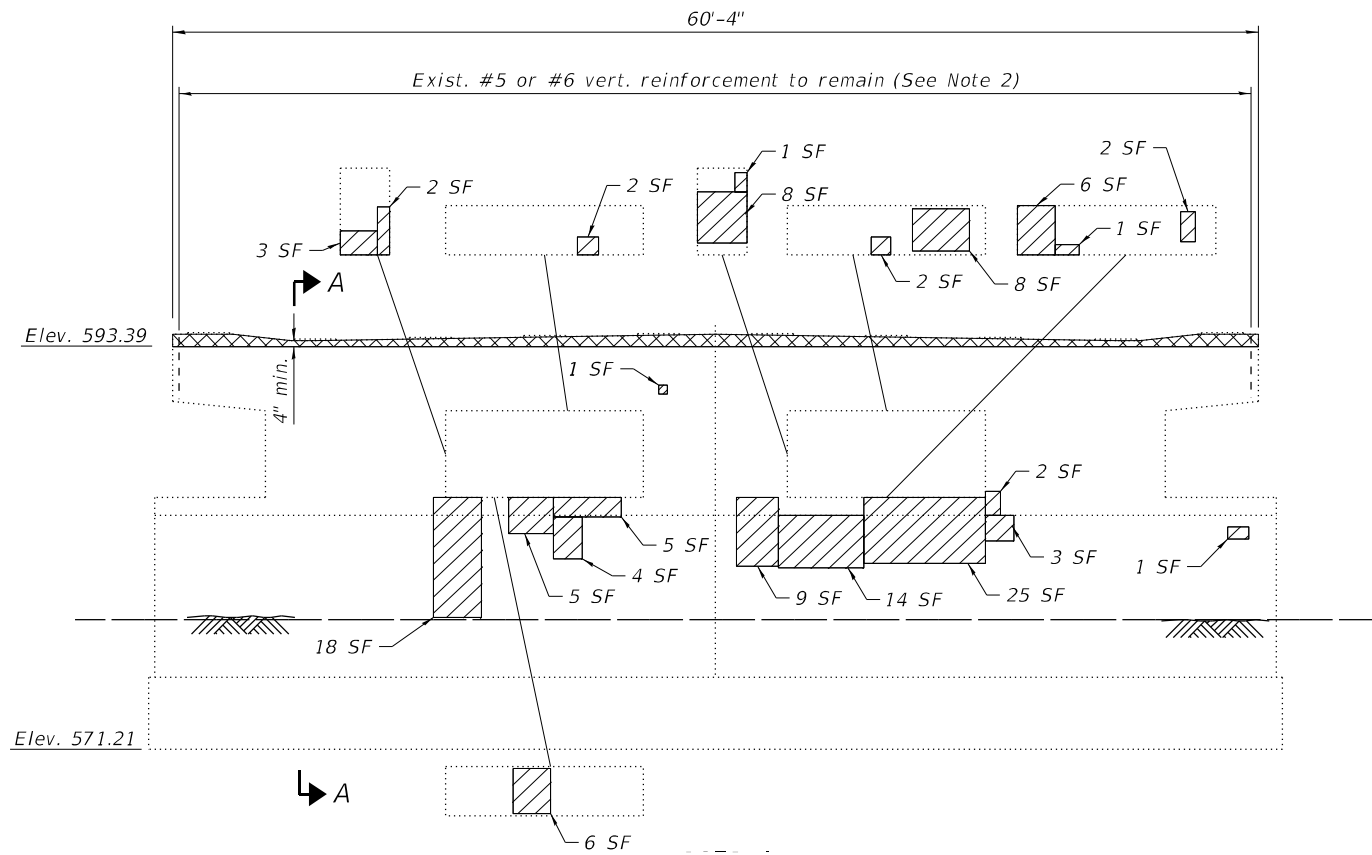 60'-4"
Exist. #5 or #6 vert. reinforcement to remain (See Note 2)
1 SF
2 SF
6 SF
2 SF
2 SF
8 SF
3 SF
1 SF
2 SF
8 SF
A
Elev. 593.39
4" min.
1 SF
2 SF
5 SF
3 SF
4 SF
1 SF
5 SF
9 SF
14 SF
25 SF
18 SF
Elev. 571.21
A
6 SF